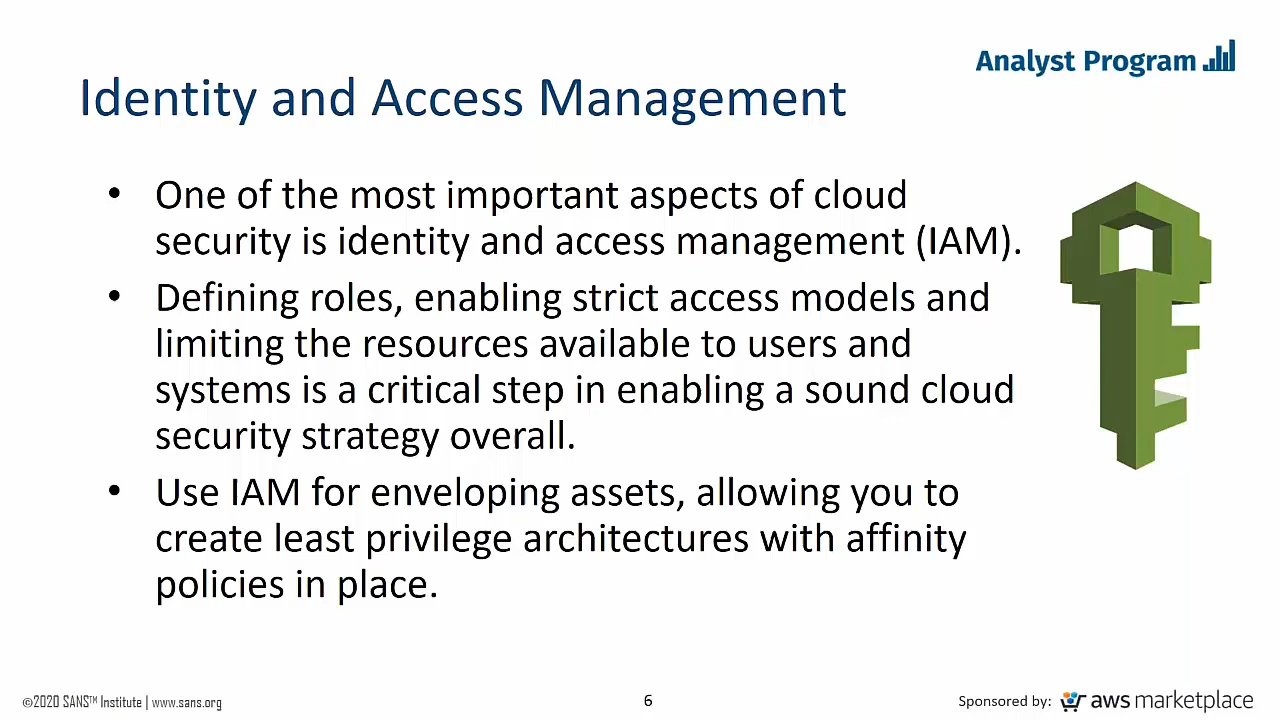 Analyst Program
Identity and Access Management
• One of the most important aspects of cloud
security is identity and access management (IAM).
• Defining roles, enabling strict access models and
limiting the resources available to users and
systems is a critical step in enabling a sound cloud
security strategy overall.
• Use IAM for enveloping assets, allowing you to
create least privilege architectures with affinity
policies in place.
©2020 SANS™ Institute | www.sans.org
6
Sponsored by: aws marketplace